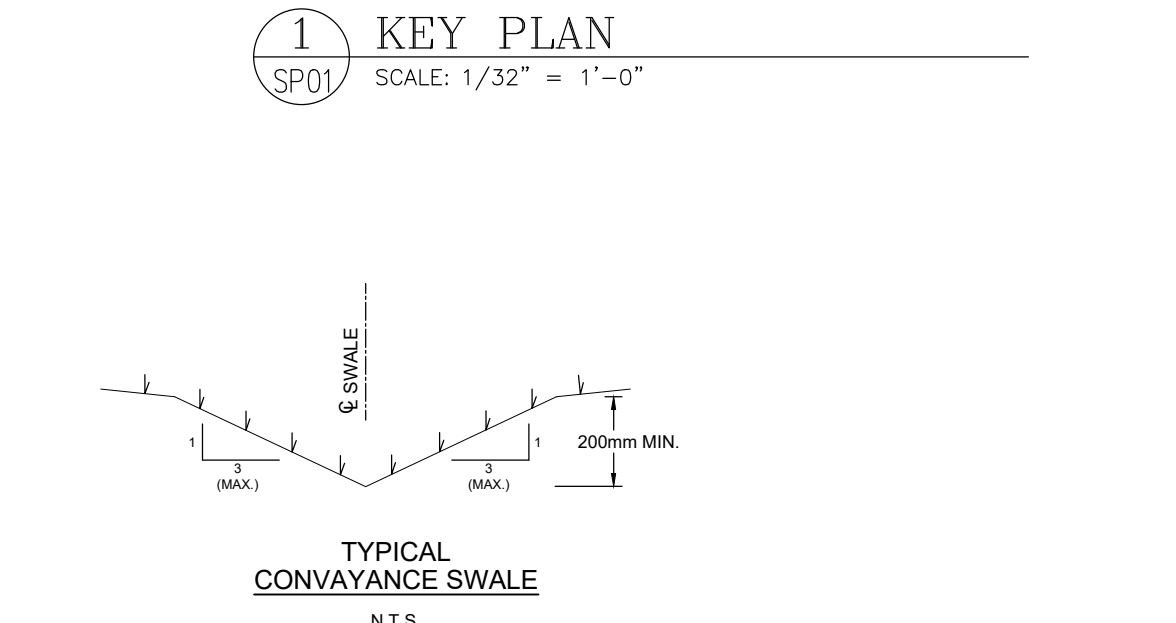 1
KEY PLAN
SP01
SCALE: 1/32" = 1'-0"
℄ SWALE
1
3
(MAX.)
1
3
(MAX.)
200mm MIN.
TYPICAL
CONVAYANCE SWALE
N.T.S.